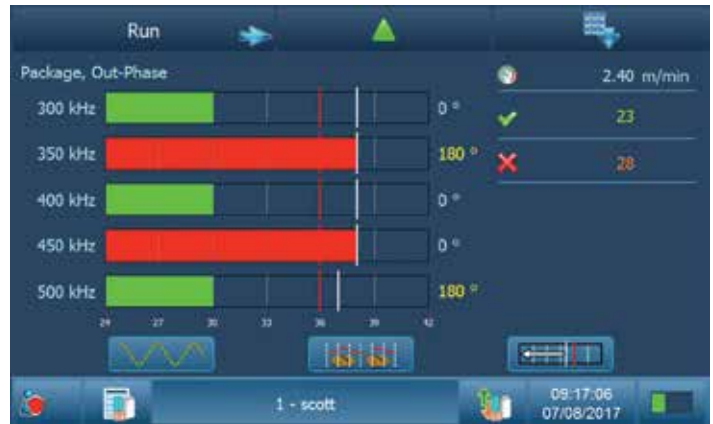 Run
Package, Out-Phase
2.40 m/min
300 kHz 0 °
23
350 kHz 180 °
28
400 kHz 0 °
450 kHz 0 °
500 kHz 180 °
24 27 30 33 36 39 42
1 - scott
09:17:06
07/08/2017